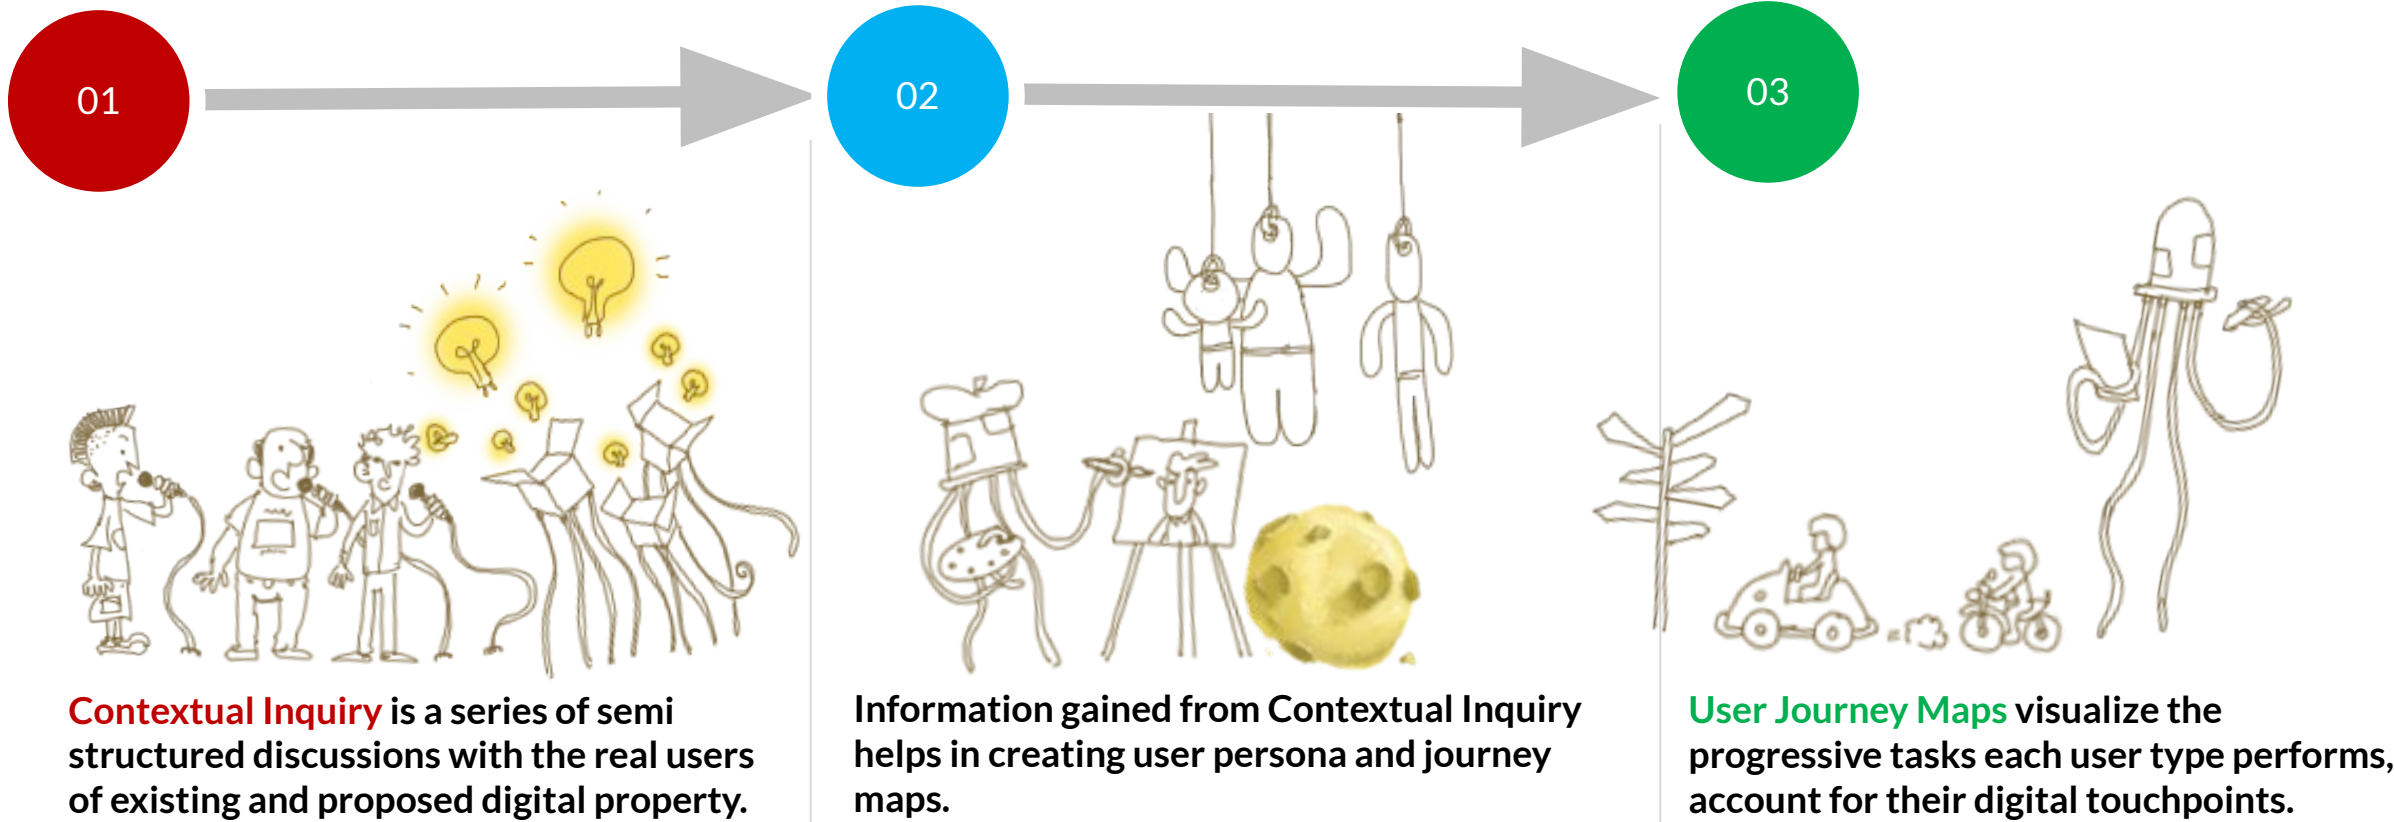 01
02
03
Contextual Inquiry is a series of semi
structured discussions with the real users
of existing and proposed digital property.
Information gained from Contextual Inquiry
helps in creating user persona and journey
maps.
User Journey Maps visualize the
progressive tasks each user type performs,
account for their digital touchpoints.